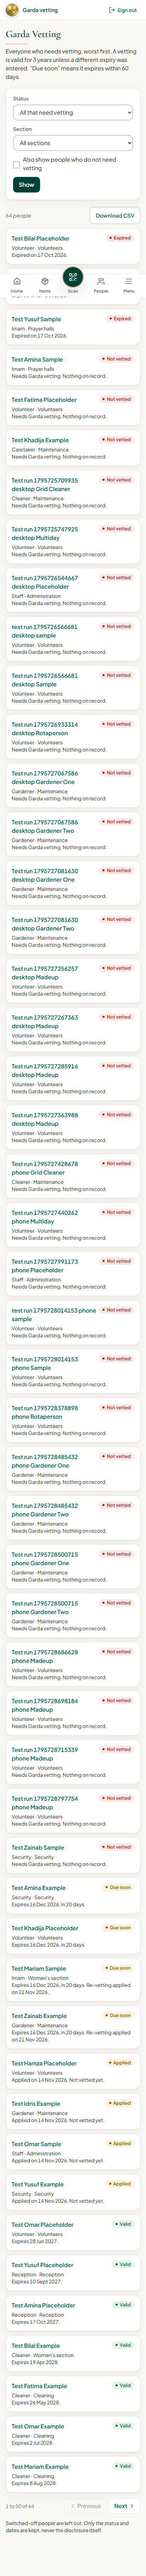 Garda vetting
Sign out
Garda Vetting
Everyone who needs vetting, worst first. A vetting
is valid for 3 years unless a different expiry was
entered. “Due soon” means it expires within 60
days.
Status
All that need vetting
Section
All sections
Also show people who do not need
vetting
Show
64 people
Download CSV
Test Bilal Placeholder
Expired
Volunteer · Volunteers
Expired on 17 Oct 2026.
Home
Items
Scan
People
Menu
Test Yusuf Sample
Expired
Imam · Prayer halls
Expired on 17 Oct 2026.
Test Amina Sample
Not vetted
Imam · Prayer halls
Needs Garda vetting. Nothing on record.
Test Fatima Placeholder
Not vetted
Volunteer · Volunteers
Needs Garda vetting. Nothing on record.
Test Khadija Example
Not vetted
Caretaker · Maintenance
Needs Garda vetting. Nothing on record.
Test run 1795725709935
desktop Grid Cleaner
Not vetted
Cleaner · Maintenance
Needs Garda vetting. Nothing on record.
Test run 1795725747925
desktop Multiday
Not vetted
Volunteer · Volunteers
Needs Garda vetting. Nothing on record.
Test run 1795726544667
desktop Placeholder
Not vetted
Staff · Administration
Needs Garda vetting. Nothing on record.
test run 1795726566681
desktop sample
Not vetted
Volunteer · Volunteers
Needs Garda vetting. Nothing on record.
Test run 1795726566681
desktop Sample
Not vetted
Volunteer · Volunteers
Needs Garda vetting. Nothing on record.
Test run 1795726933314
desktop Rotaperson
Not vetted
Volunteer · Volunteers
Needs Garda vetting. Nothing on record.
Test run 1795727067586
desktop Gardener One
Not vetted
Gardener · Maintenance
Needs Garda vetting. Nothing on record.
Test run 1795727067586
desktop Gardener Two
Not vetted
Gardener · Maintenance
Needs Garda vetting. Nothing on record.
Test run 1795727081630
desktop Gardener One
Not vetted
Gardener · Maintenance
Needs Garda vetting. Nothing on record.
Test run 1795727081630
desktop Gardener Two
Not vetted
Gardener · Maintenance
Needs Garda vetting. Nothing on record.
Test run 1795727256257
desktop Madeup
Not vetted
Volunteer · Volunteers
Needs Garda vetting. Nothing on record.
Test run 1795727267363
desktop Madeup
Not vetted
Volunteer · Volunteers
Needs Garda vetting. Nothing on record.
Test run 1795727285916
desktop Madeup
Not vetted
Volunteer · Volunteers
Needs Garda vetting. Nothing on record.
Test run 1795727363988
desktop Madeup
Not vetted
Volunteer · Volunteers
Needs Garda vetting. Nothing on record.
Test run 1795727428678
phone Grid Cleaner
Not vetted
Cleaner · Maintenance
Needs Garda vetting. Nothing on record.
Test run 1795727440262
phone Multiday
Not vetted
Volunteer · Volunteers
Needs Garda vetting. Nothing on record.
Test run 1795727991173
phone Placeholder
Not vetted
Staff · Administration
Needs Garda vetting. Nothing on record.
test run 1795728014153 phone
sample
Not vetted
Volunteer · Volunteers
Needs Garda vetting. Nothing on record.
Test run 1795728014153
phone Sample
Not vetted
Volunteer · Volunteers
Needs Garda vetting. Nothing on record.
Test run 1795728378898
phone Rotaperson
Not vetted
Volunteer · Volunteers
Needs Garda vetting. Nothing on record.
Test run 1795728485432
phone Gardener One
Not vetted
Gardener · Maintenance
Needs Garda vetting. Nothing on record.
Test run 1795728485432
phone Gardener Two
Not vetted
Gardener · Maintenance
Needs Garda vetting. Nothing on record.
Test run 1795728500715
phone Gardener One
Not vetted
Gardener · Maintenance
Needs Garda vetting. Nothing on record.
Test run 1795728500715
phone Gardener Two
Not vetted
Gardener · Maintenance
Needs Garda vetting. Nothing on record.
Test run 1795728686628
phone Madeup
Not vetted
Volunteer · Volunteers
Needs Garda vetting. Nothing on record.
Test run 1795728698184
phone Madeup
Not vetted
Volunteer · Volunteers
Needs Garda vetting. Nothing on record.
Test run 1795728715339
phone Madeup
Not vetted
Volunteer · Volunteers
Needs Garda vetting. Nothing on record.
Test run 1795728797754
phone Madeup
Not vetted
Volunteer · Volunteers
Needs Garda vetting. Nothing on record.
Test Zainab Sample
Not vetted
Security · Security
Needs Garda vetting. Nothing on record.
Test Amina Example
Due soon
Security · Security
Expires 16 Dec 2026, in 20 days.
Test Khadija Placeholder
Due soon
Volunteer · Volunteers
Expires 16 Dec 2026, in 20 days.
Test Mariam Sample
Due soon
Imam · Women’s section
Expires 16 Dec 2026, in 20 days. Re-vetting applied
on 21 Nov 2026.
Test Zainab Example
Due soon
Gardener · Maintenance
Expires 16 Dec 2026, in 20 days. Re-vetting applied
on 21 Nov 2026.
Test Hamza Placeholder
Applied
Volunteer · Volunteers
Applied on 14 Nov 2026. Not vetted yet.
Test Idris Example
Applied
Gardener · Maintenance
Applied on 14 Nov 2026. Not vetted yet.
Test Omar Sample
Applied
Staff · Administration
Applied on 14 Nov 2026. Not vetted yet.
Test Yusuf Example
Applied
Security · Security
Applied on 14 Nov 2026. Not vetted yet.
Test Omar Placeholder
Valid
Volunteer · Volunteers
Expires 28 Jun 2027.
Test Yusuf Placeholder
Valid
Reception · Reception
Expires 10 Sept 2027.
Test Amina Placeholder
Valid
Reception · Reception
Expires 17 Oct 2027.
Test Bilal Example
Valid
Cleaner · Women’s section
Expires 19 Apr 2028.
Test Fatima Example
Valid
Cleaner · Cleaning
Expires 26 May 2028.
Test Omar Example
Valid
Cleaner · Cleaning
Expires 2 Jul 2028.
Test Mariam Example
Valid
Cleaner · Cleaning
Expires 8 Aug 2028.
1 to 50 of 64
Previous
Next
Switched-off people are left out. Only the status and
dates are kept, never the disclosure itself.